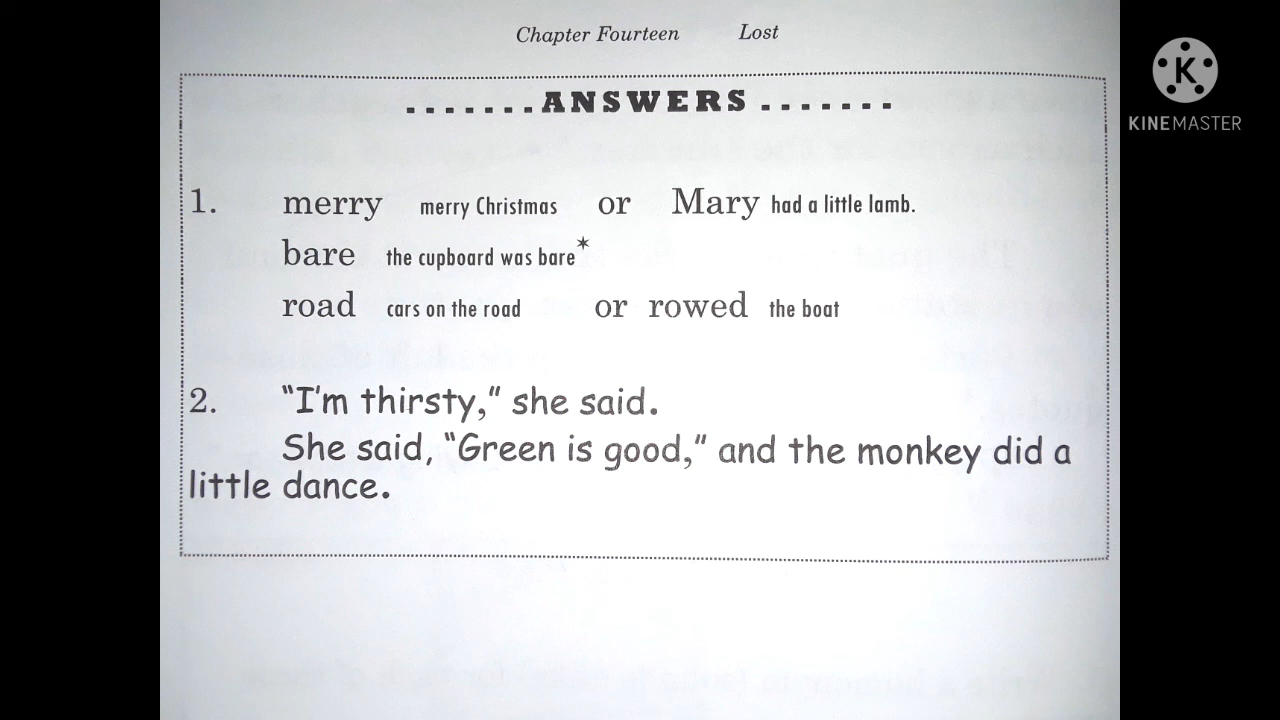 Chapter Fourteen Lost
.......ANSWERS.......
K
KINEMASTER
1. merry merry Christmas or Mary had a little lamb.
bare the cupboard was bare*
road cars on the road or rowed the boat
2. “I’m thirsty,” she said.
She said, “Green is good,” and the monkey did a
little dance.